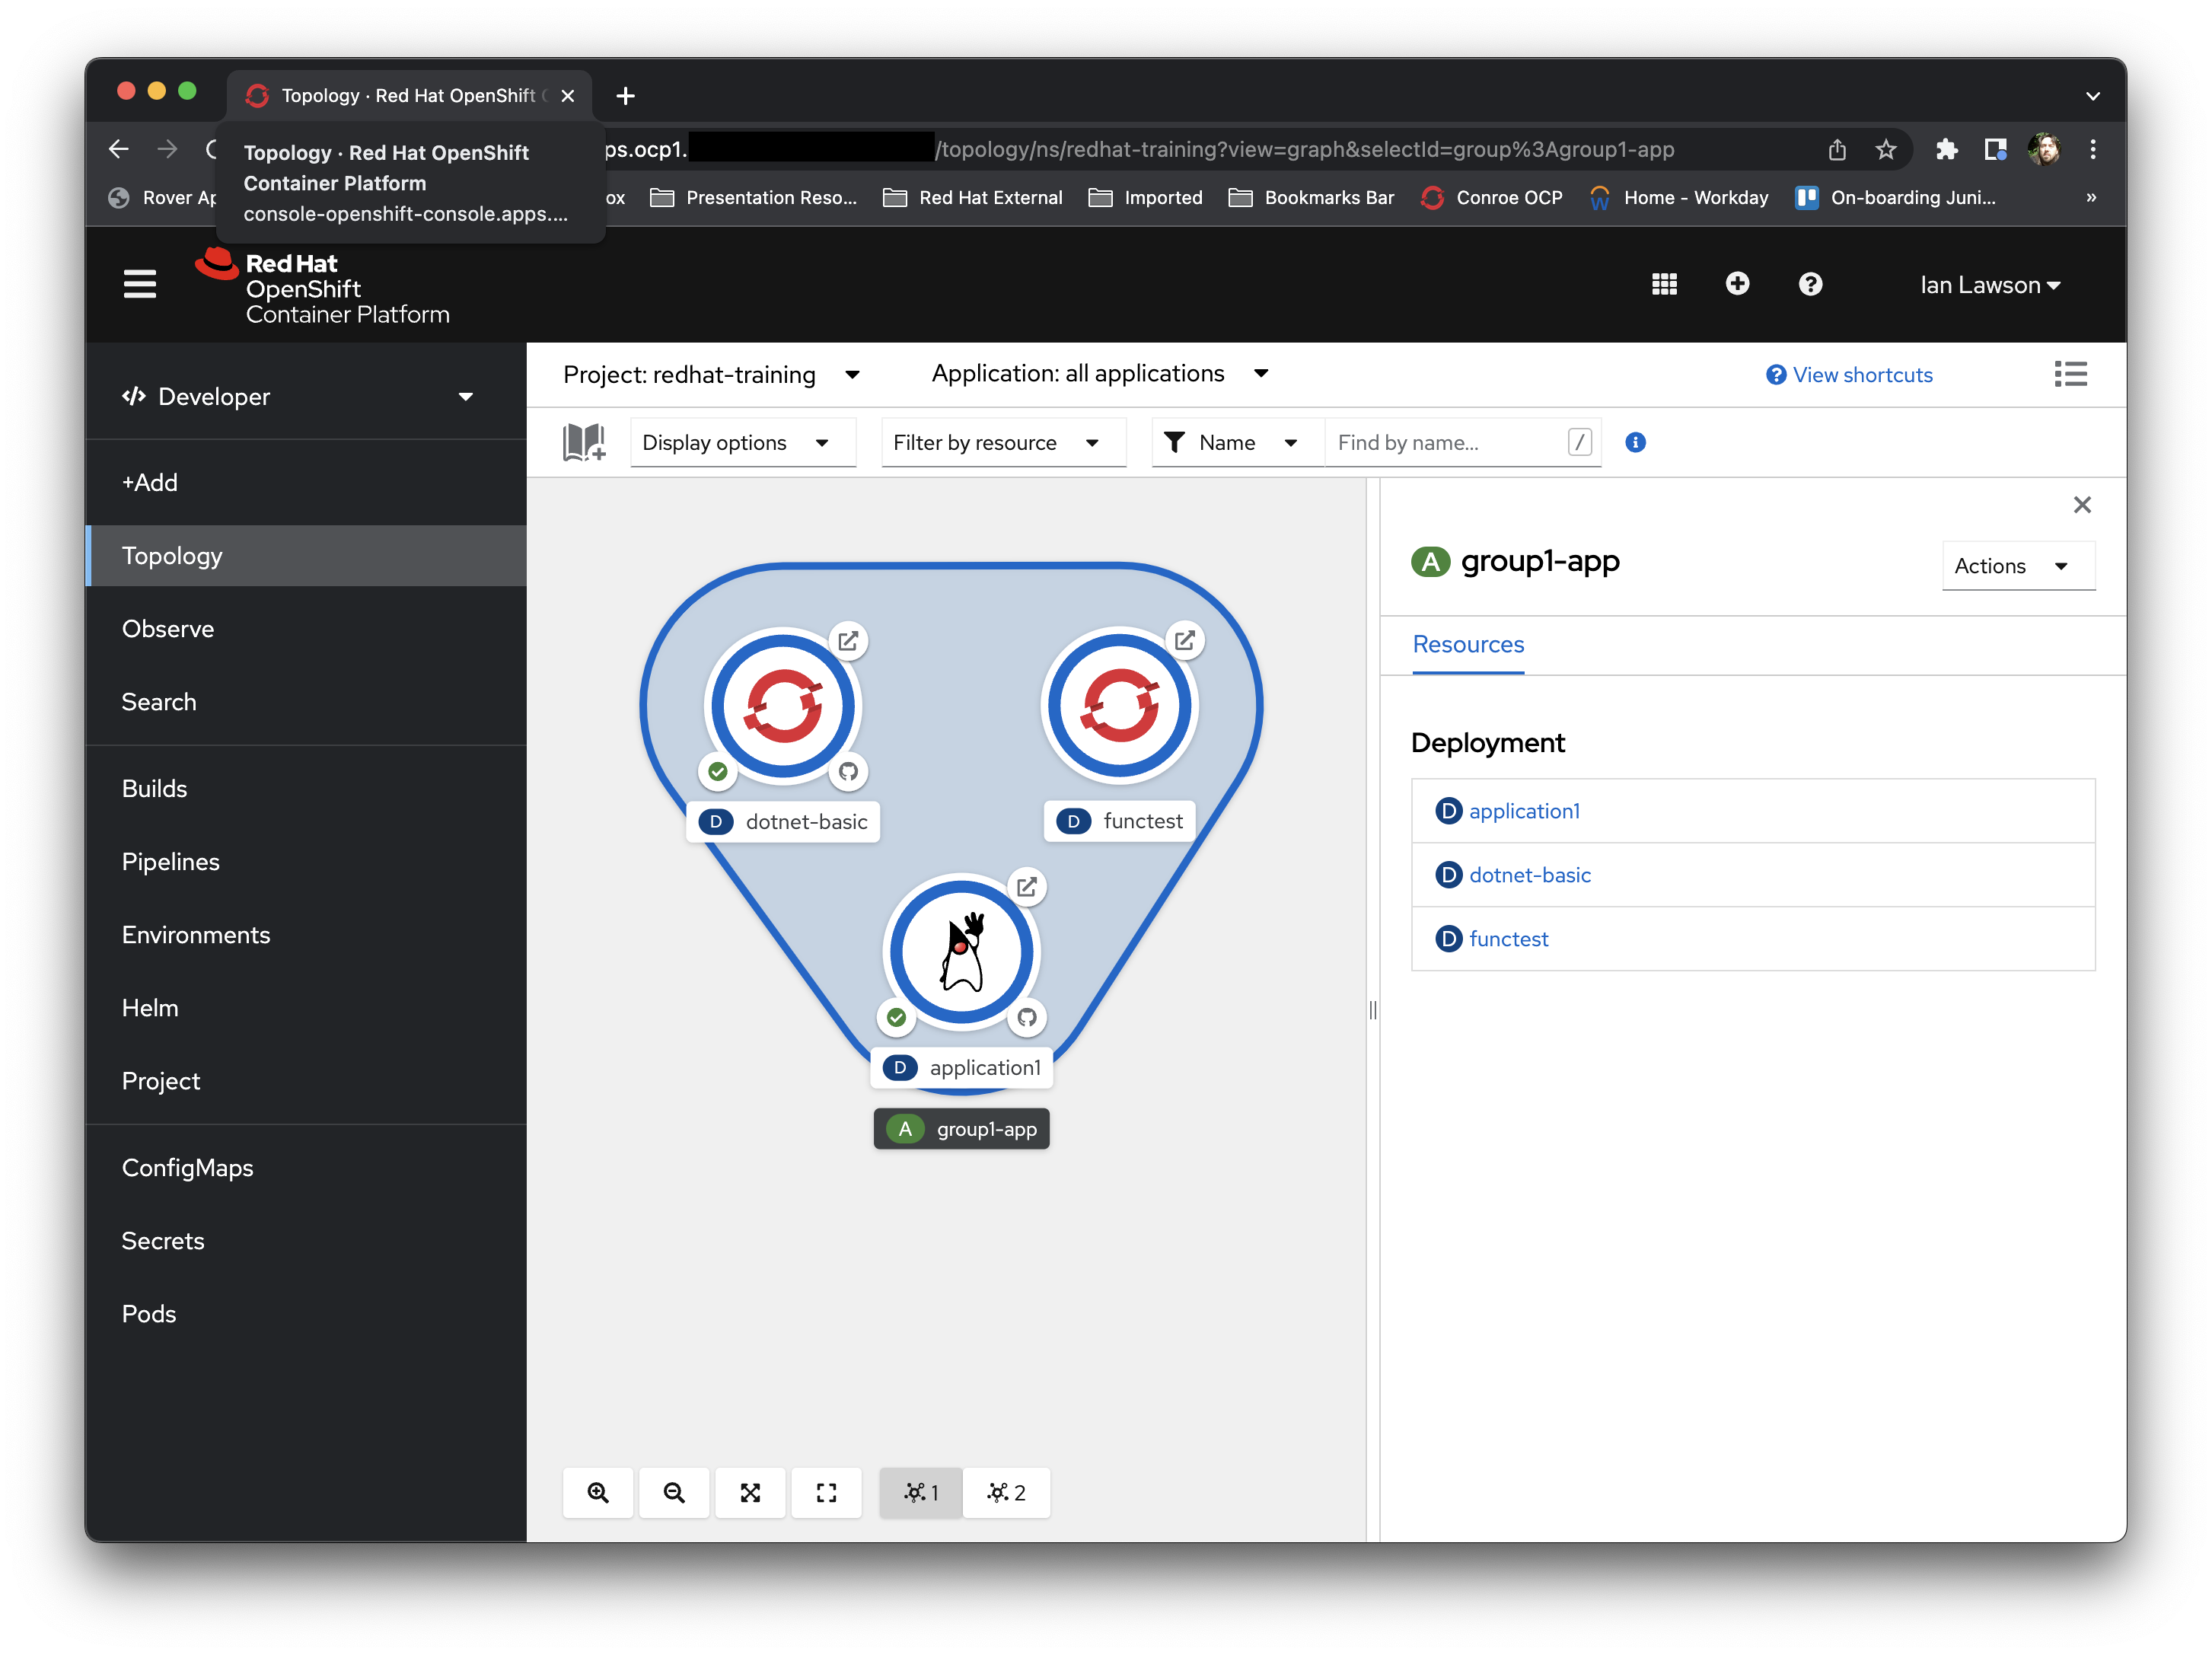 Topology · Red Hat OpenShift
Topology · Red Hat OpenShift
Container Platform
console-openshift-console.apps....
ps.ocp1.
/topology/ns/redhat-training?view=graph&selectId=group%3Agroup1-app
Rover Ap
ox
Presentation Reso...
Red Hat External
Imported
Bookmarks Bar
Conroe OCP
Home - Workday
On-boarding Juni...
»
Red Hat
OpenShift
Container Platform
Ian Lawson
Developer
+Add
Topology
Observe
Search
Builds
Pipelines
Environments
Helm
Project
ConfigMaps
Secrets
Pods
Project: redhat-training
Application: all applications
View shortcuts
Display options
Filter by resource
Name
Find by name...
/
D dotnet-basic
D functest
D application1
A group1-app
1
2
A group1-app
Actions
Resources
Deployment
D application1
D dotnet-basic
D functest